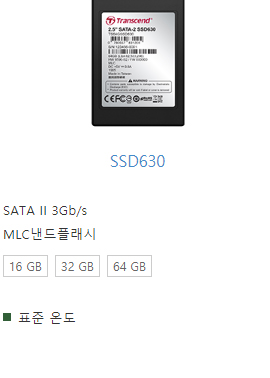 Transcend
2.5" SATA-2 SSD630
SSD630
SATA II 3Gb/s
MLC낸드플래시
16 GB
32 GB
64 GB
표준 온도